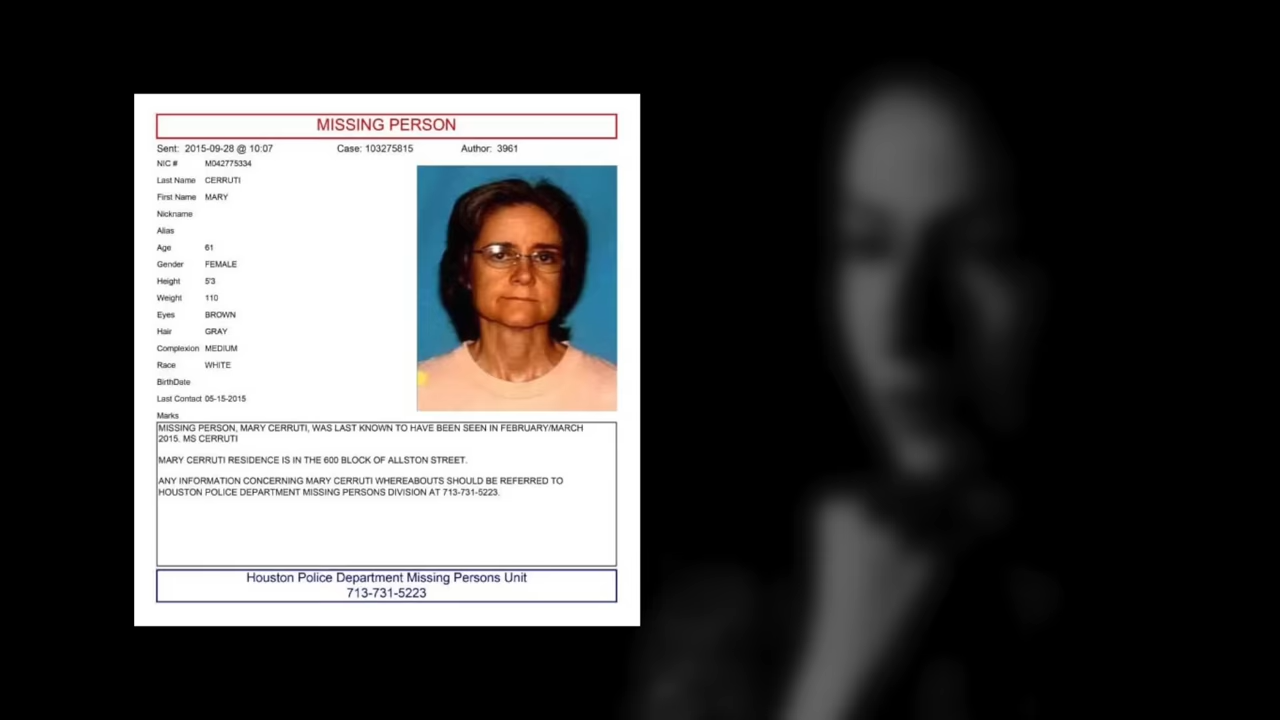 MISSING PERSON
Sent: 2015-09-28 @ 10:07 Case: 103275815 Author: 3961
NIC # M042775334
Last Name CERRUTI
First Name MARY
Nickname
Alias
Age 61
Gender FEMALE
Height 5'3
Weight 110
Eyes BROWN
Hair GRAY
Complexion MEDIUM
Race WHITE
BirthDate
Last Contact 05-15-2015
Marks
MISSING PERSON, MARY CERRUTI, WAS LAST KNOWN TO HAVE BEEN SEEN IN FEBRUARY/MARCH
2015. MS CERRUTI
MARY CERRUTI RESIDENCE IS IN THE 600 BLOCK OF ALLSTON STREET.
ANY INFORMATION CONCERNING MARY CERRUTI WHEREABOUTS SHOULD BE REFERRED TO
HOUSTON POLICE DEPARTMENT MISSING PERSONS DIVISION AT 713-731-5223.
Houston Police Department Missing Persons Unit
713-731-5223